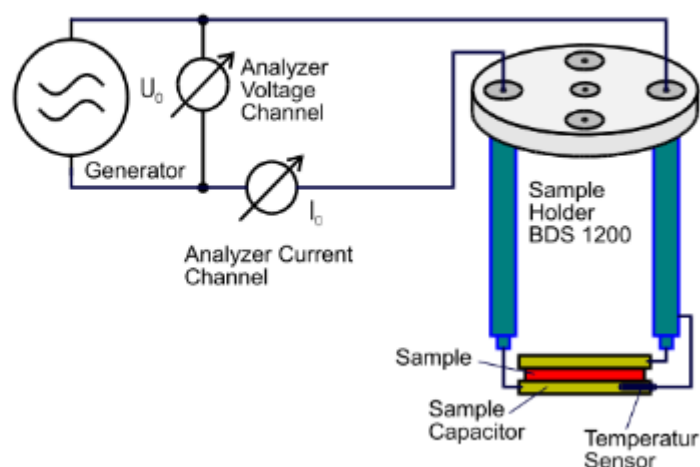 Analyzer
Voltage
Channel
U₀
Generator
I₀
Analyzer Current
Channel
Sample
Holder
BDS 1200
Sample
Sample
Capacitor
Temperatur
Sensor